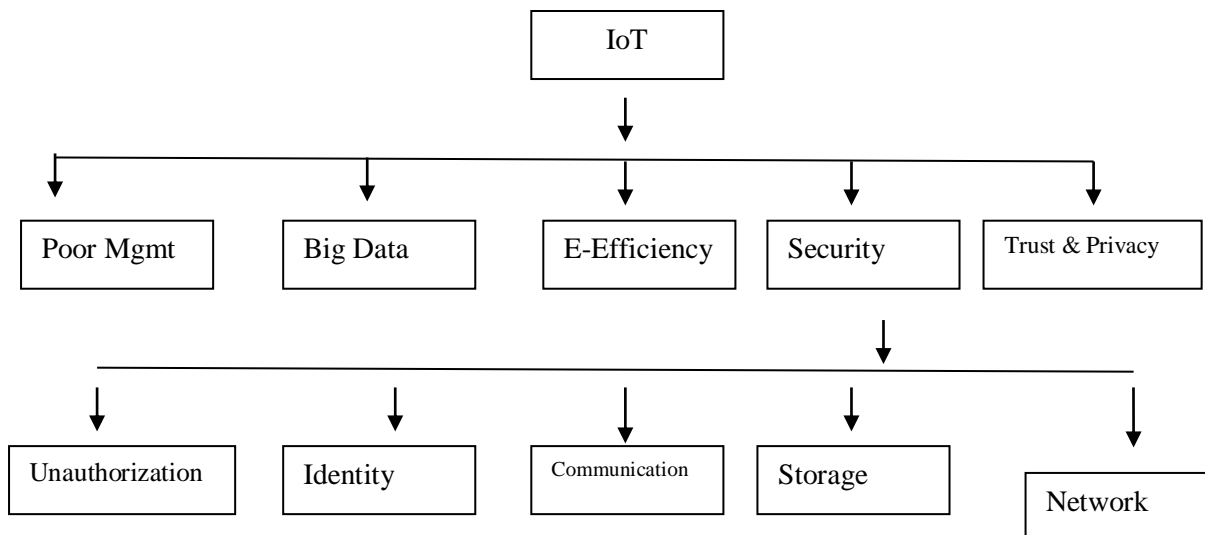 IoT
Poor Mgmt
Big Data
E-Efficiency
Security
Trust & Privacy
Unauthorization
Identity
Communication
Storage
Network